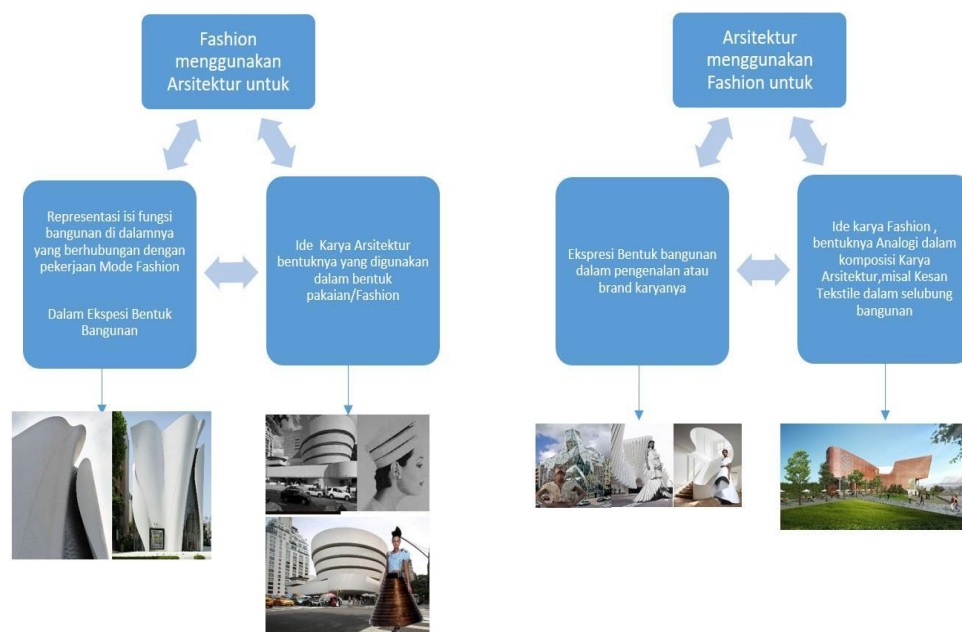 Fashion
menggunakan
Arsitektur untuk
Representasi isi fungsi
bangunan di dalamnya
yang berhubungan dengan
pekerjaan Mode Fashion
Dalam Ekspesi Bentuk
Bangunan
Ide Karya Arsitektur
bentuknya yang digunakan
dalam bentuk
pakaian/Fashion
Arsitektur
menggunakan
Fashion untuk
Ekspresi Bentuk bangunan
dalam pengenalan atau
brand karyanya
Ide karya Fashion ,
bentuknya Analogi dalam
komposisi Karya
Arsitektur,misal Kesan
Tekstile dalam selubung
bangunan